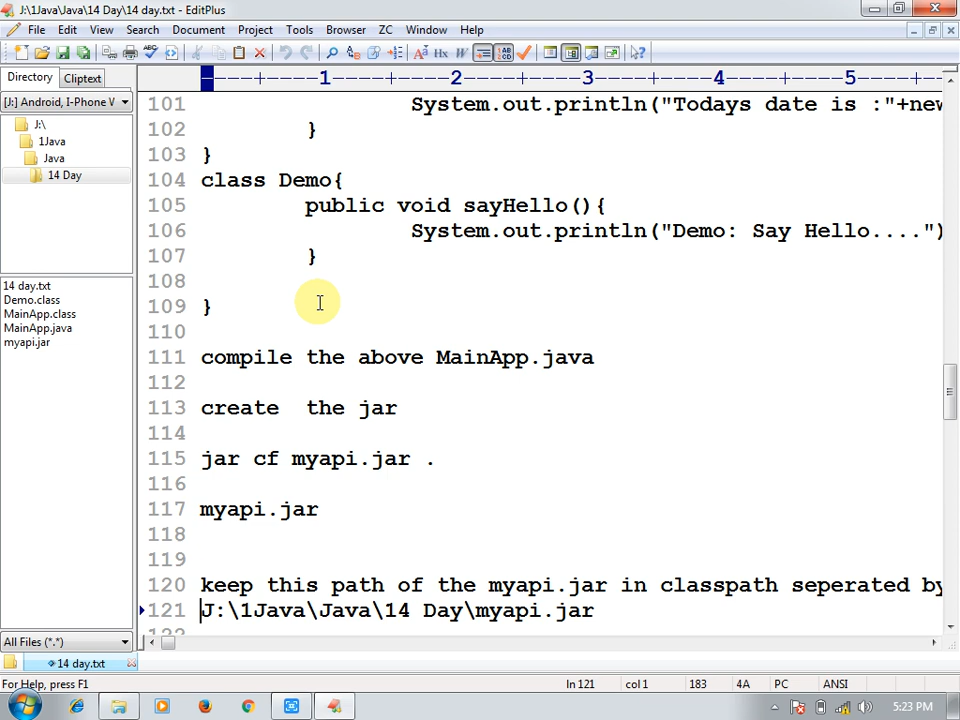 J:\1Java\Java\14 Day\14 day.txt - EditPlus
File Edit View Search Document Project Tools Browser ZC Window Help
Directory Cliptext
[J:] Android, I-Phone V
J:\
1Java
Java
14 Day
14 day.txt
Demo.class
MainApp.class
MainApp.java
myapi.jar
All Files (*.*)
----+----1----+----2----+----3----+----4----+----5----+--
101 System.out.println("Todays date is :"+new
102 }
103 }
104 class Demo{
105 public void sayHello(){
106 System.out.println("Demo: Say Hello....")
107 }
108
109 }
110
111 compile the above MainApp.java
112
113 create  the jar
114
115 jar cf myapi.jar .
116
117 myapi.jar
118
119
120 keep this path of the myapi.jar in classpath seperated by
121 J:\1Java\Java\14 Day\myapi.jar
14 day.txt
For Help, press F1 ln 121 col 1 183 4A PC ANSI
5:23 PM